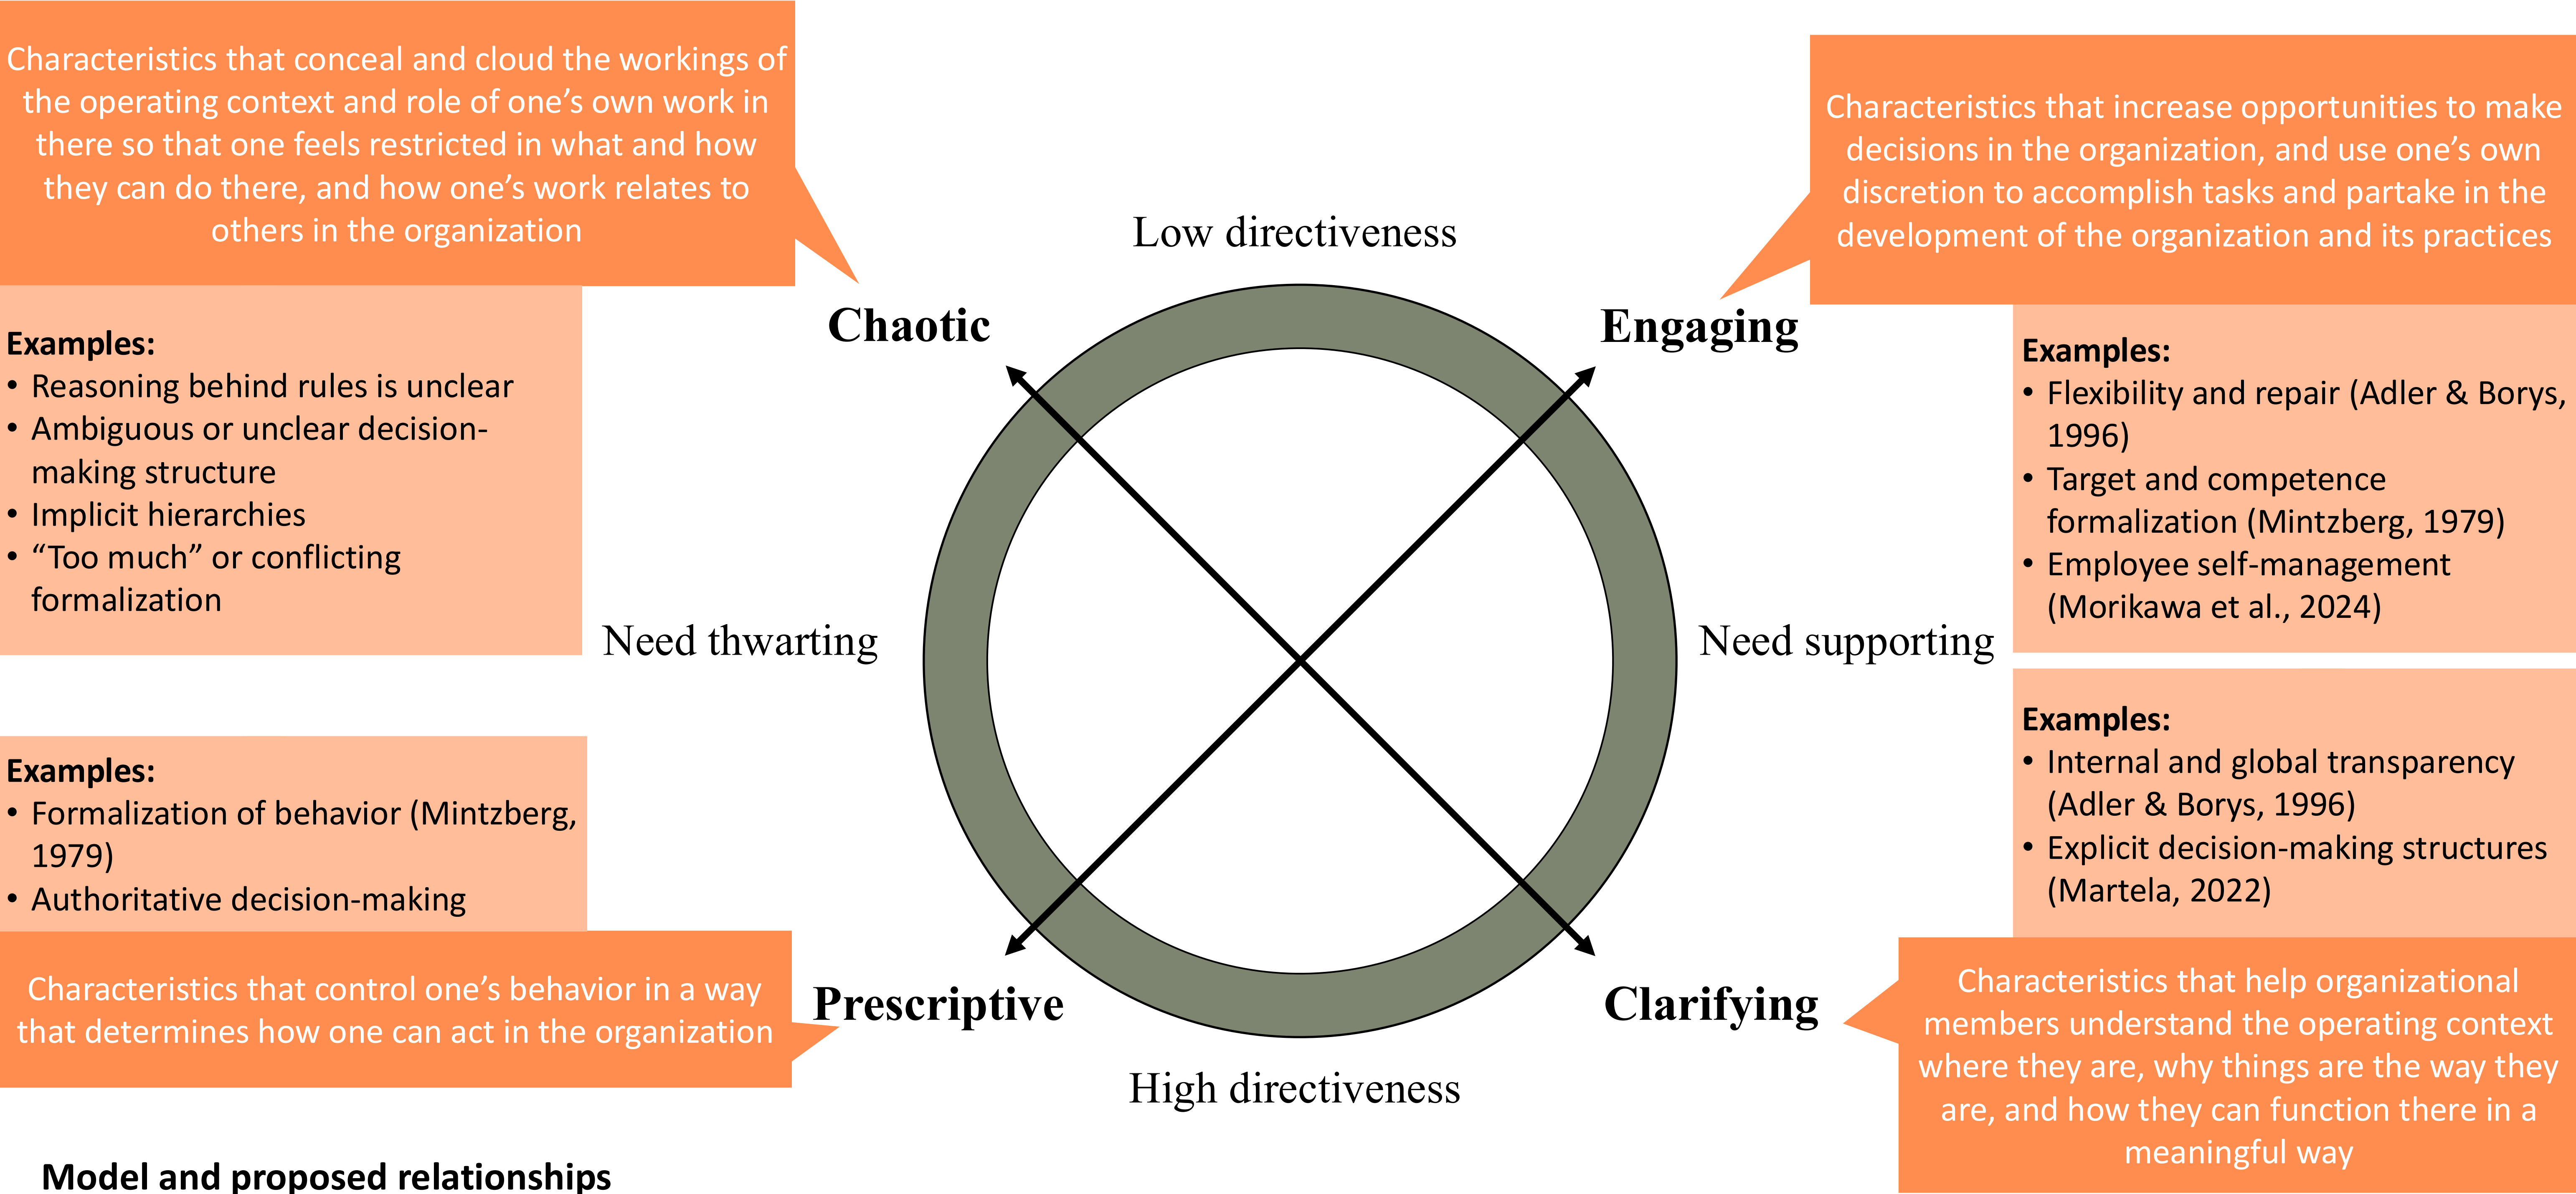 Characteristics that conceal and cloud the workings of
the operating context and role of one’s own work in
there so that one feels restricted in what and how
they can do there, and how one’s work relates to
others in the organization
Examples:
• Reasoning behind rules is unclear
• Ambiguous or unclear decision-
making structure
• Implicit hierarchies
• “Too much” or conflicting
formalization
Characteristics that increase opportunities to make
decisions in the organization, and use one’s own
discretion to accomplish tasks and partake in the
development of the organization and its practices
Examples:
• Flexibility and repair (Adler & Borys,
1996)
• Target and competence
formalization (Mintzberg, 1979)
• Employee self-management
(Morikawa et al., 2024)
Low directiveness
Chaotic
Engaging
Need thwarting
Need supporting
Prescriptive
Clarifying
High directiveness
Examples:
• Formalization of behavior (Mintzberg,
1979)
• Authoritative decision-making
Characteristics that control one’s behavior in a way
that determines how one can act in the organization
Examples:
• Internal and global transparency
(Adler & Borys, 1996)
• Explicit decision-making structures
(Martela, 2022)
Characteristics that help organizational
members understand the operating context
where they are, why things are the way they
are, and how they can function there in a
meaningful way
Model and proposed relationships